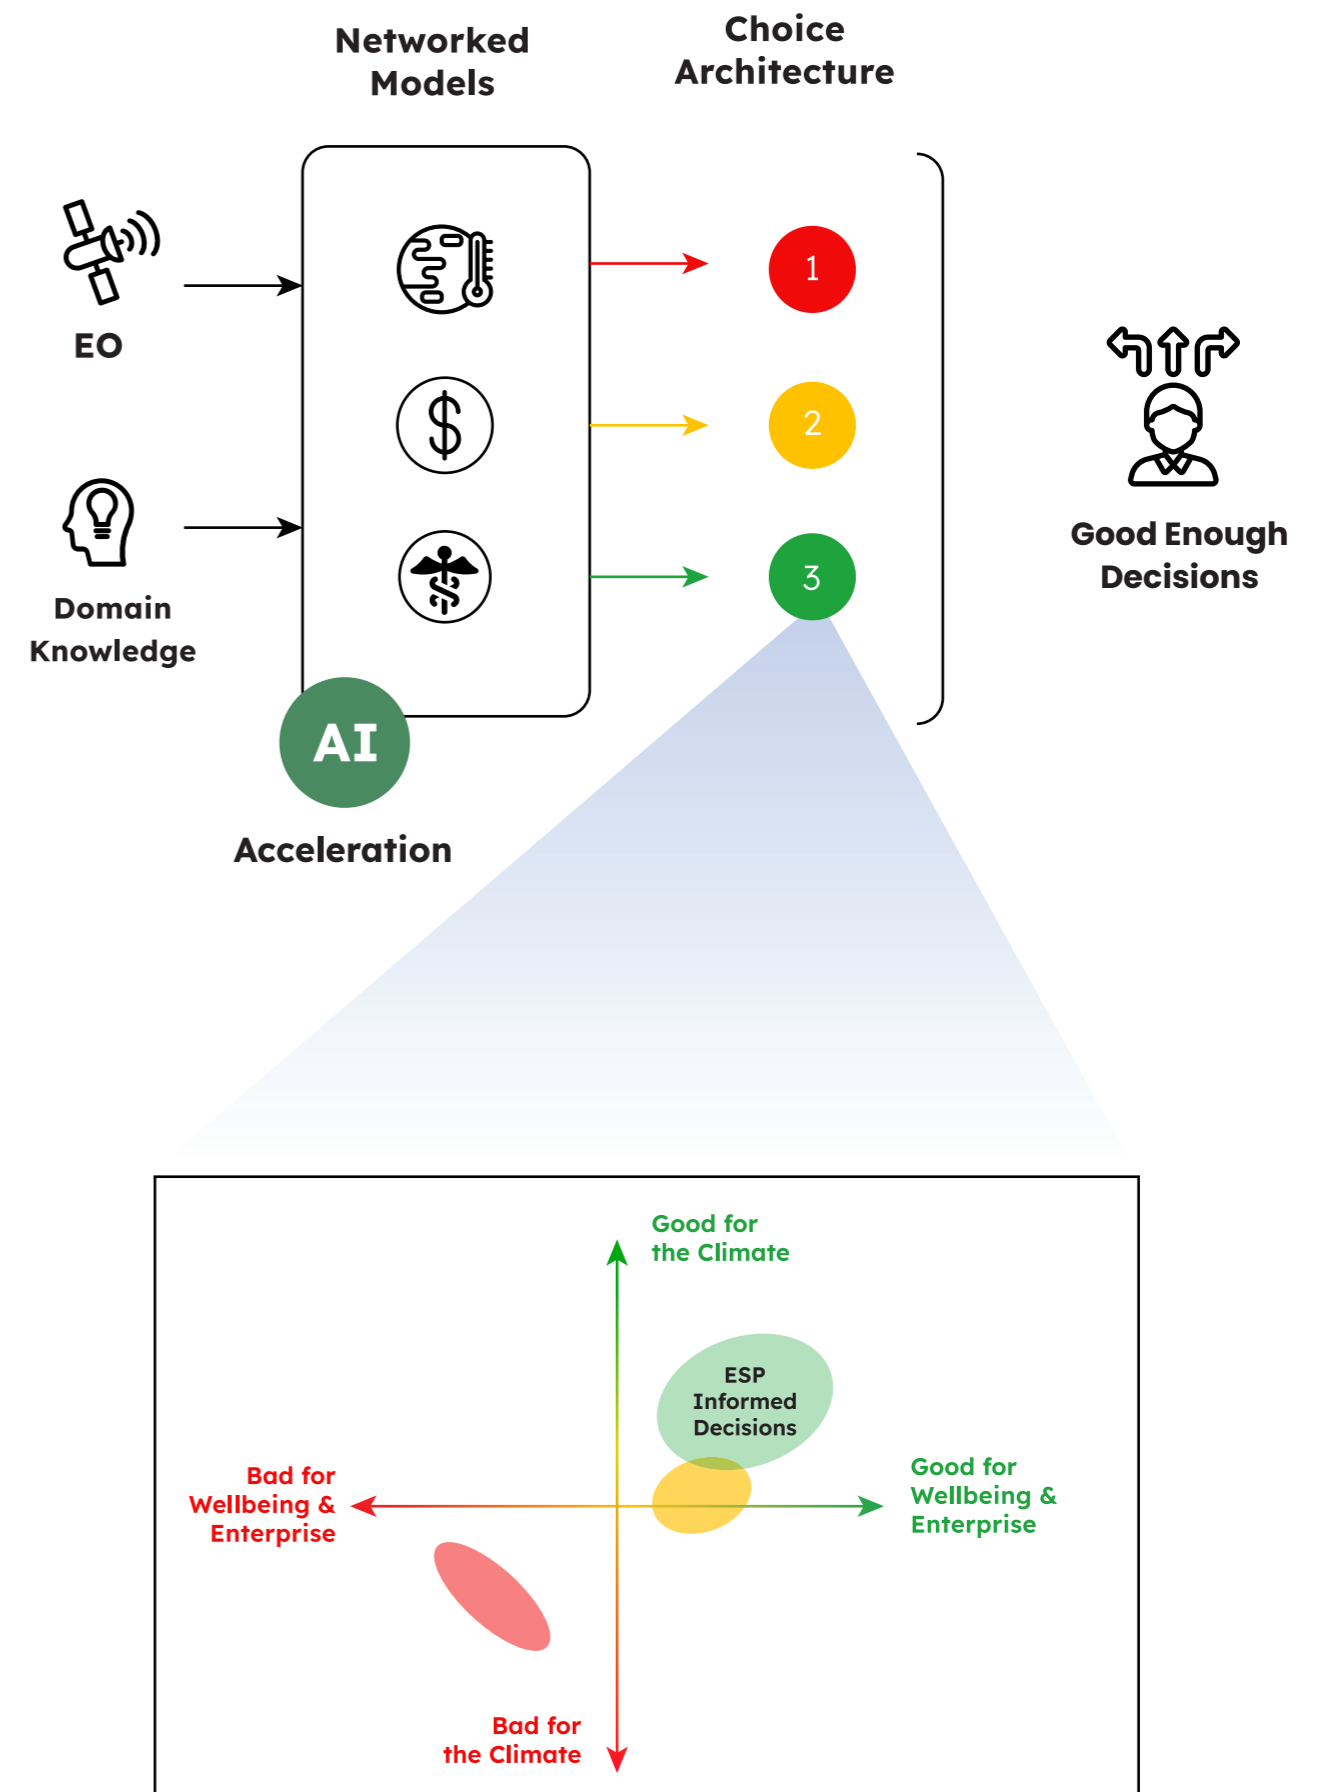 Networked
Models
Choice
Architecture
EO
Domain
Knowledge
1
2
3
AI
Acceleration
Good Enough
Decisions
Good for
the Climate
ESP
Informed
Decisions
Bad for
Wellbeing &
Enterprise
Good for
Wellbeing &
Enterprise
Bad for
the Climate